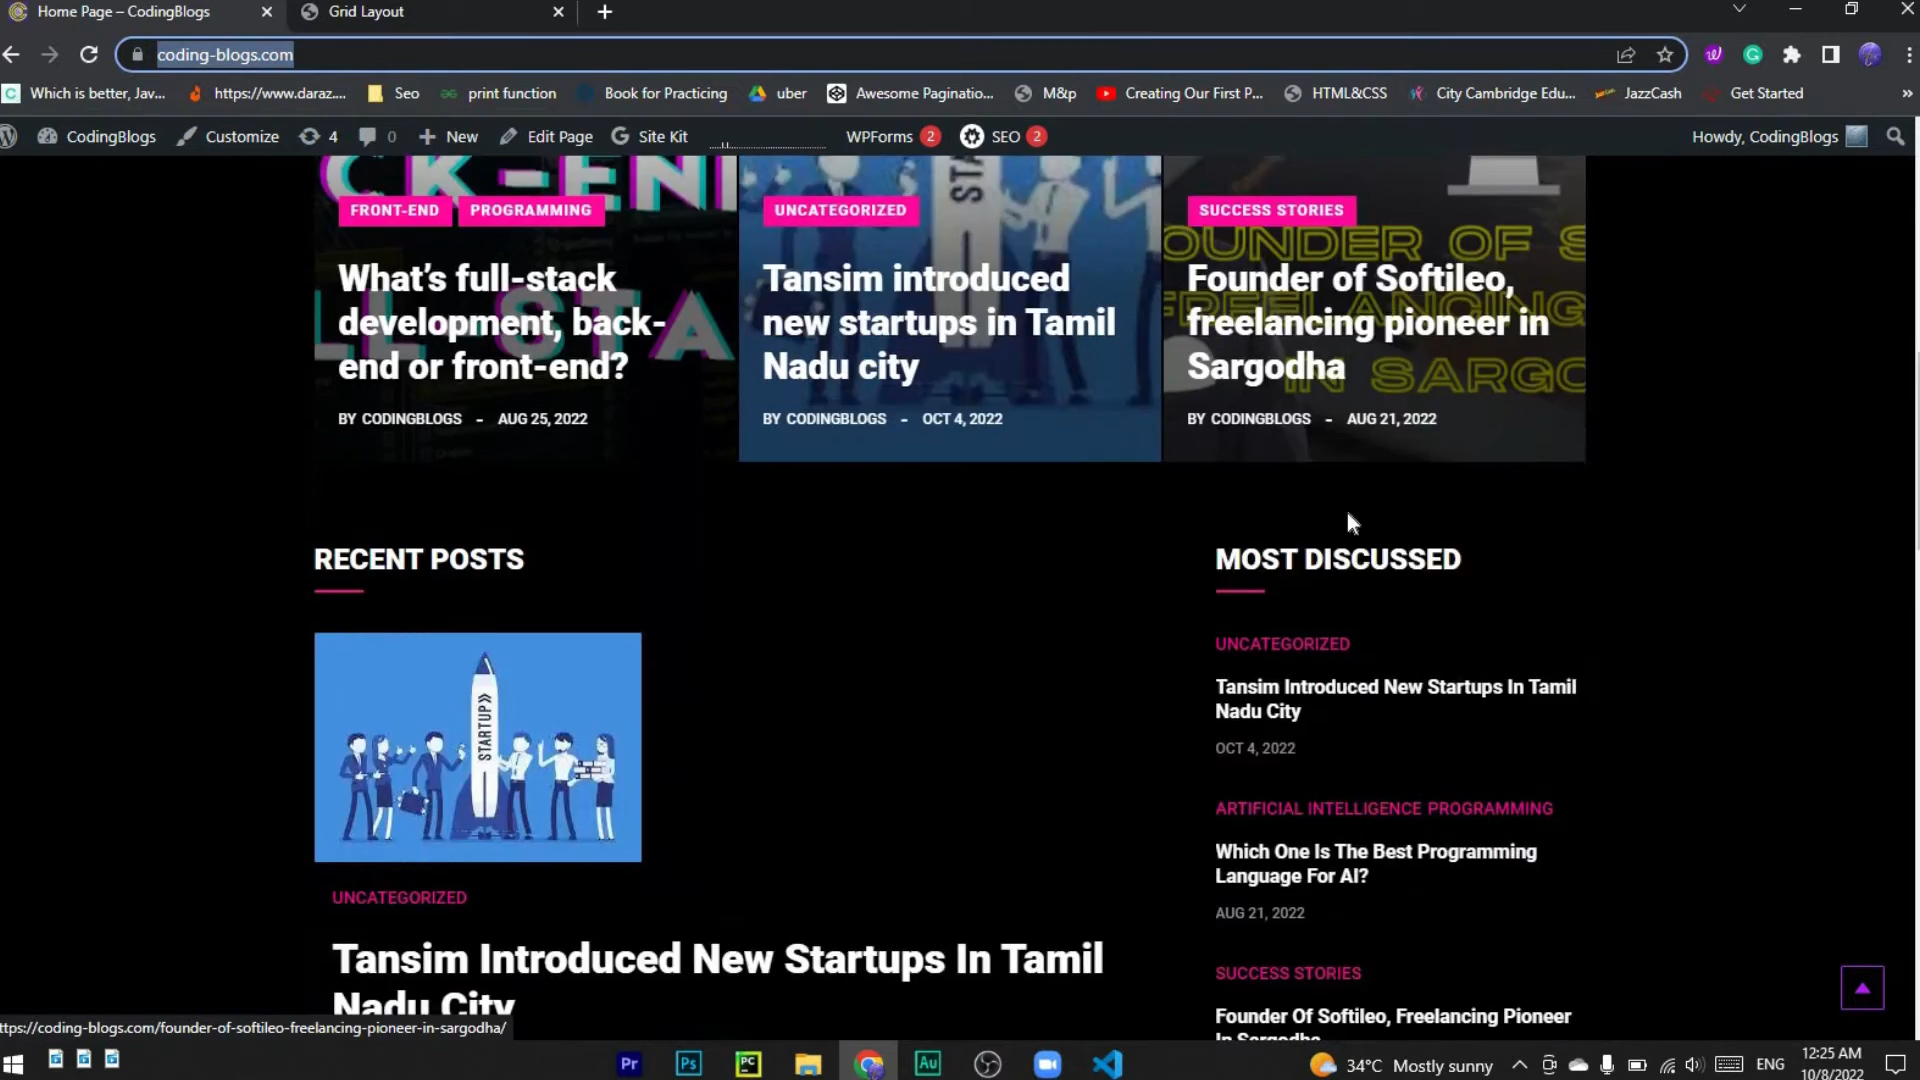 Home Page – CodingBlogs
Grid Layout
coding-blogs.com
Which is better, Jav...
https://www.daraz....
Seo
print function
Book for Practicing
uber
Awesome Paginatio...
M&p
Creating Our First P...
HTML&CSS
City Cambridge Edu...
JazzCash
Get Started
»
CodingBlogs
Customize
4
0
New
Edit Page
Site Kit
WPForms 2
SEO 2
Howdy, CodingBlogs
FRONT-END
PROGRAMMING
What's full-stack
development, back-
end or front-end?
BY CODINGBLOGS - AUG 25, 2022
UNCATEGORIZED
Tansim introduced
new startups in Tamil
Nadu city
BY CODINGBLOGS - OCT 4, 2022
SUCCESS STORIES
Founder of Softileo,
freelancing pioneer in
Sargodha
BY CODINGBLOGS - AUG 21, 2022
RECENT POSTS
STARTUP
UNCATEGORIZED
Tansim Introduced New Startups In Tamil
Nadu City
MOST DISCUSSED
UNCATEGORIZED
Tansim Introduced New Startups In Tamil
Nadu City
OCT 4, 2022
ARTIFICIAL INTELLIGENCE PROGRAMMING
Which One Is The Best Programming
Language For AI?
AUG 21, 2022
SUCCESS STORIES
Founder Of Softileo, Freelancing Pioneer
In Sargodha
ttps://coding-blogs.com/founder-of-softileo-freelancing-pioneer-in-sargodha/
Pr
Ps
PC
Au
34°C Mostly sunny
ENG
12:25 AM
10/8/2022